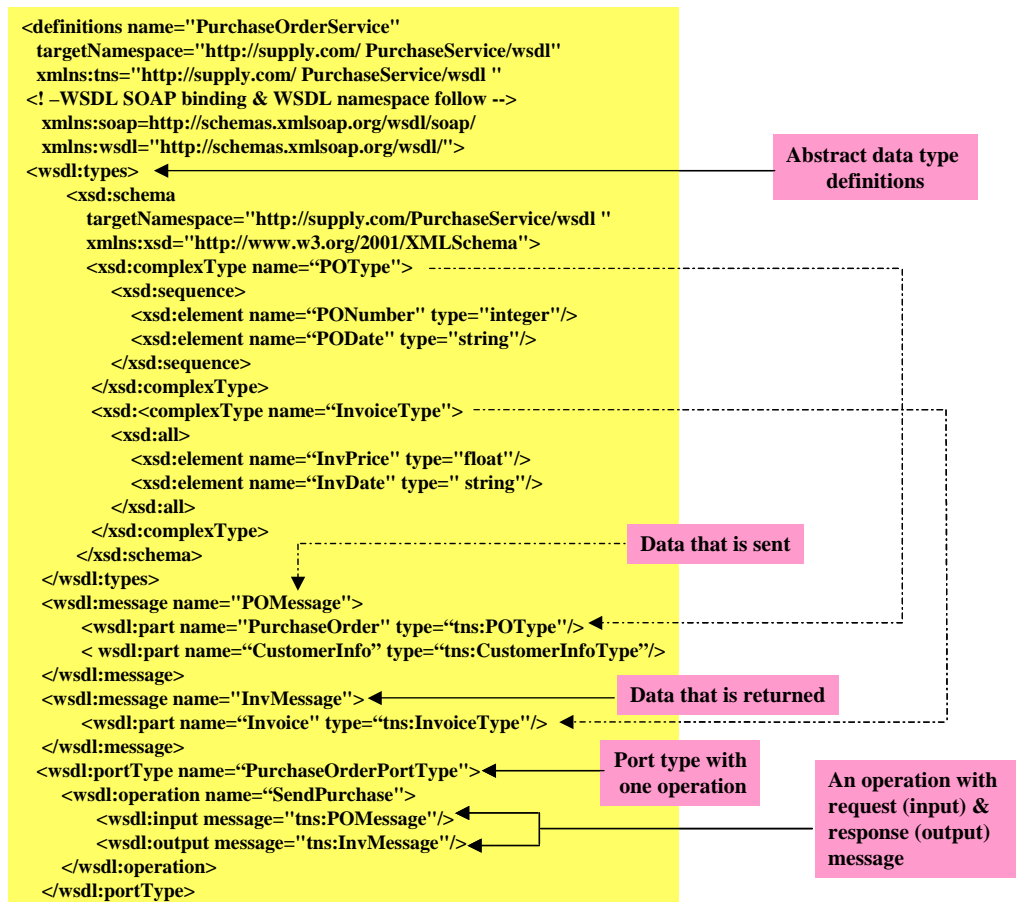 <definitions name="PurchaseOrderService"
targetNamespace="http://supply.com/ PurchaseService/wsdl"
xmlns:tns="http://supply.com/ PurchaseService/wsdl "
<! –WSDL SOAP binding & WSDL namespace follow -->
xmlns:soap=http://schemas.xmlsoap.org/wsdl/soap/
xmlns:wsdl="http://schemas.xmlsoap.org/wsdl/">
<wsdl:types>
Abstract data type
definitions
<xsd:schema
targetNamespace="http://supply.com/PurchaseService/wsdl "
xmlns:xsd="http://www.w3.org/2001/XMLSchema">
<xsd:complexType name=“POType">
<xsd:sequence>
<xsd:element name=“PONumber" type="integer"/>
<xsd:element name=“PODate" type="string"/>
</xsd:sequence>
</xsd:complexType>
<xsd:<complexType name=“InvoiceType">
<xsd:all>
<xsd:element name=“InvPrice" type="float"/>
<xsd:element name=“InvDate" type=" string"/>
</xsd:all>
</xsd:complexType>
</xsd:schema>
Data that is sent
</wsdl:types>
<wsdl:message name="POMessage">
<wsdl:part name="PurchaseOrder" type=“tns:POType"/>
< wsdl:part name=“CustomerInfo” type=“tns:CustomerInfoType”/>
</wsdl:message>
<wsdl:message name="InvMessage">
Data that is returned
<wsdl:part name=“Invoice" type=“tns:InvoiceType"/>
</wsdl:message>
<wsdl:portType name=“PurchaseOrderPortType">
Port type with
one operation
<wsdl:operation name=“SendPurchase">
<wsdl:input message="tns:POMessage"/>
<wsdl:output message="tns:InvMessage"/>
An operation with
request (input) &
response (output)
message
</wsdl:operation>
</wsdl:portType>